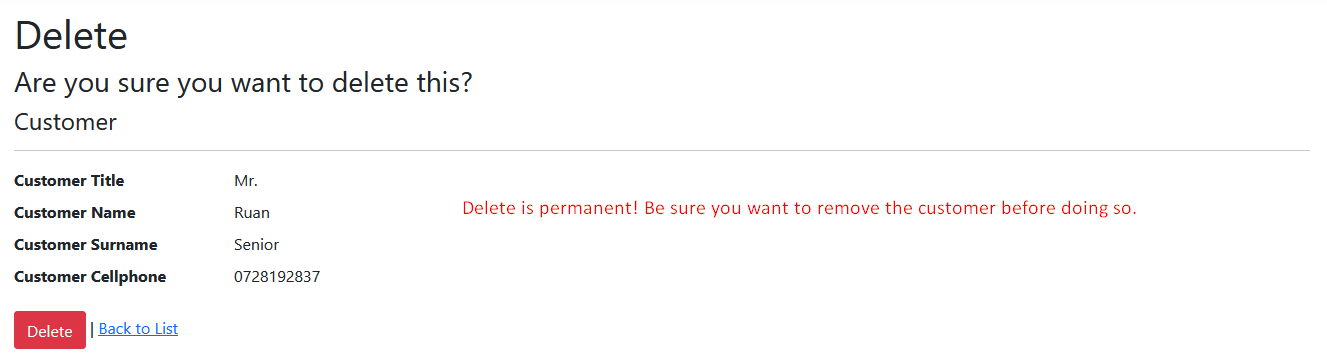 Delete
Are you sure you want to delete this?
Customer
Customer Title Mr.
Customer Name Ruan
Delete is permanent! Be sure you want to remove the customer before doing so.
Customer Surname Senior
Customer Cellphone 0728192837
Delete | Back to List